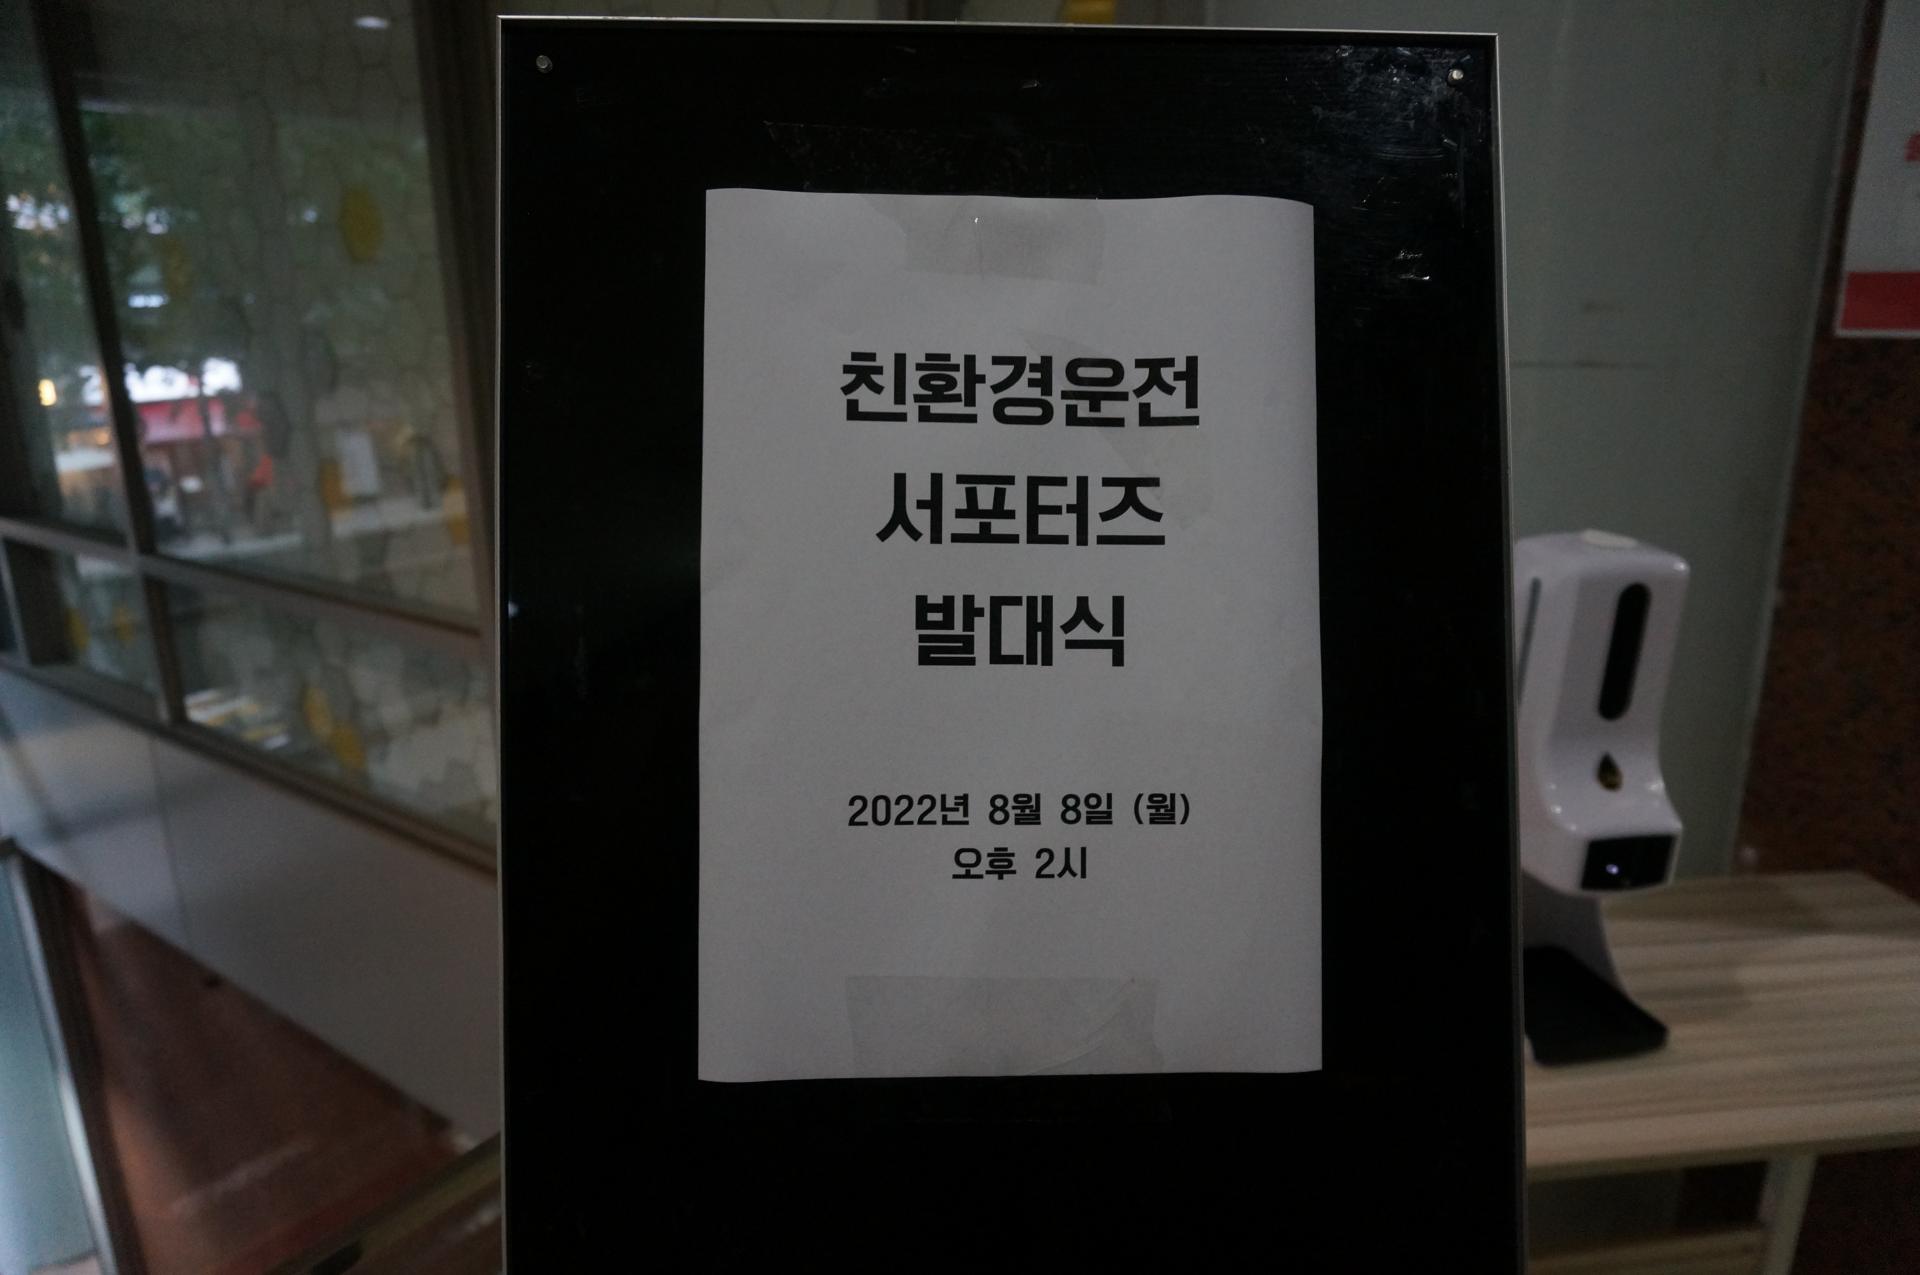 친환경운전
서포터즈
발대식
2022년 8월 8일 (월)
오후 2시